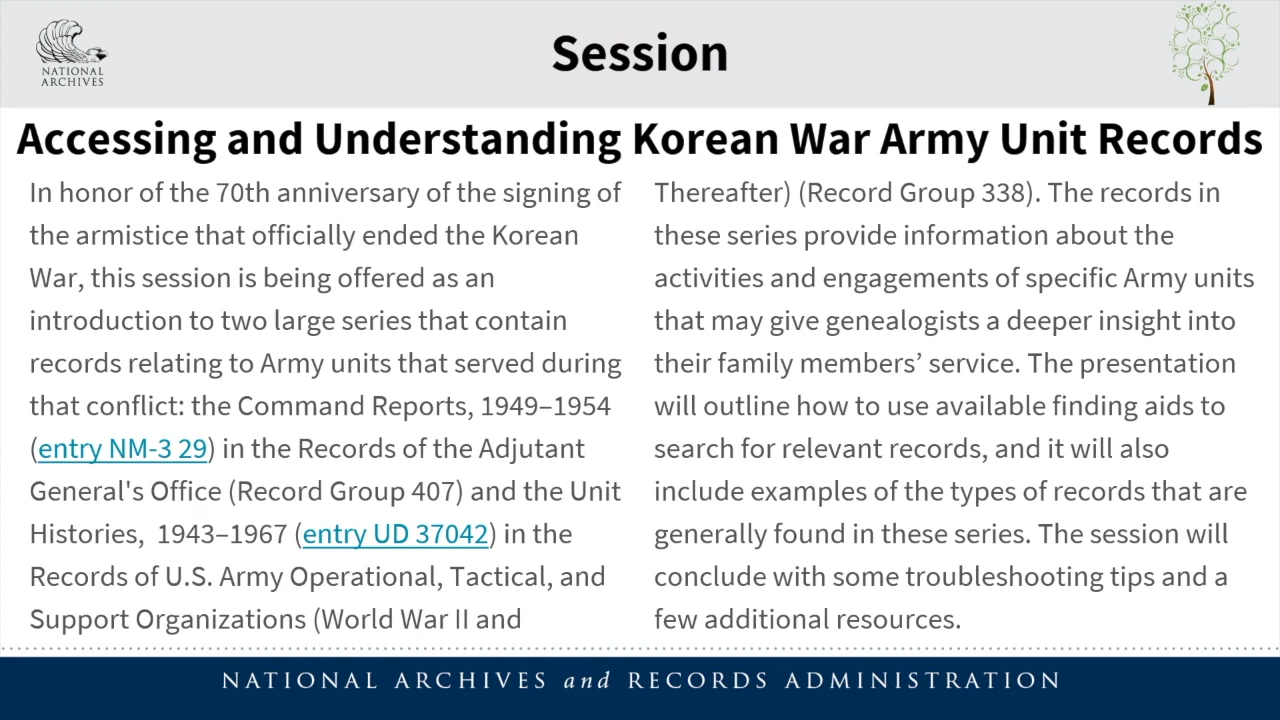 NATIONAL
ARCHIVES
Session
Accessing and Understanding Korean War Army Unit Records
In honor of the 70th anniversary of the signing of
the armistice that officially ended the Korean
War, this session is being offered as an
introduction to two large series that contain
records relating to Army units that served during
that conflict: the Command Reports, 1949–1954
(entry NM-3 29) in the Records of the Adjutant
General's Office (Record Group 407) and the Unit
Histories,  1943–1967 (entry UD 37042) in the
Records of U.S. Army Operational, Tactical, and
Support Organizations (World War II and
Thereafter) (Record Group 338). The records in
these series provide information about the
activities and engagements of specific Army units
that may give genealogists a deeper insight into
their family members’ service. The presentation
will outline how to use available finding aids to
search for relevant records, and it will also
include examples of the types of records that are
generally found in these series. The session will
conclude with some troubleshooting tips and a
few additional resources.
NATIONAL ARCHIVES and RECORDS ADMINISTRATION